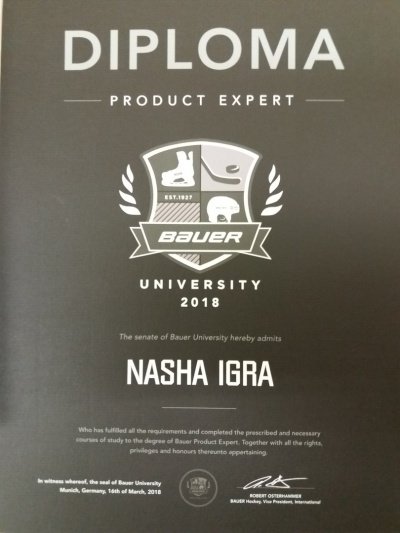 DIPLOMA
PRODUCT EXPERT
EST.1927
BAUER
UNIVERSITY
2018
The senate of Bauer University hereby admits
NASHA IGRA
Who has fulfilled all the requirements and completed the prescribed and necessary
courses of study to the degree of Bauer Product Expert. Together with all the rights,
privileges and honours thereunto appertaining.
In witness whereof, the seal of Bauer University
Munich, Germany, 16th of March, 2018
ROBERT OSTERHAMMER
BAUER Hockey, Vice President, International